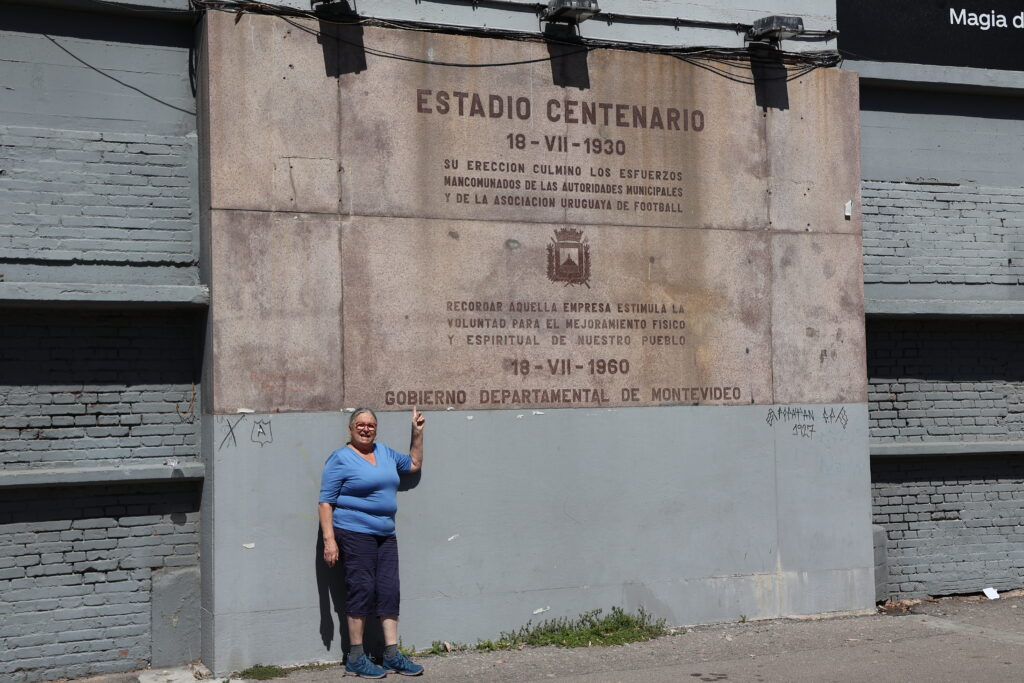 Magia d
ESTADIO CENTENARIO
18-VII-1930
SU ERECCION CULMINO LOS ESFUERZOS
MANCOMUNADOS DE LAS AUTORIDADES MUNICIPALES
Y DE LA ASOCIACION URUGUAYA DE FOOTBALL
RECORDAR AQUELLA EMPRESA ESTIMULA LA
VOLUNTAD PARA EL MEJORAMIENTO FISICO
Y ESPIRITUAL DE NUESTRO PUEBLO
18-VII-1960
GOBIERNO DEPARTAMENTAL DE MONTEVIDEO
1927